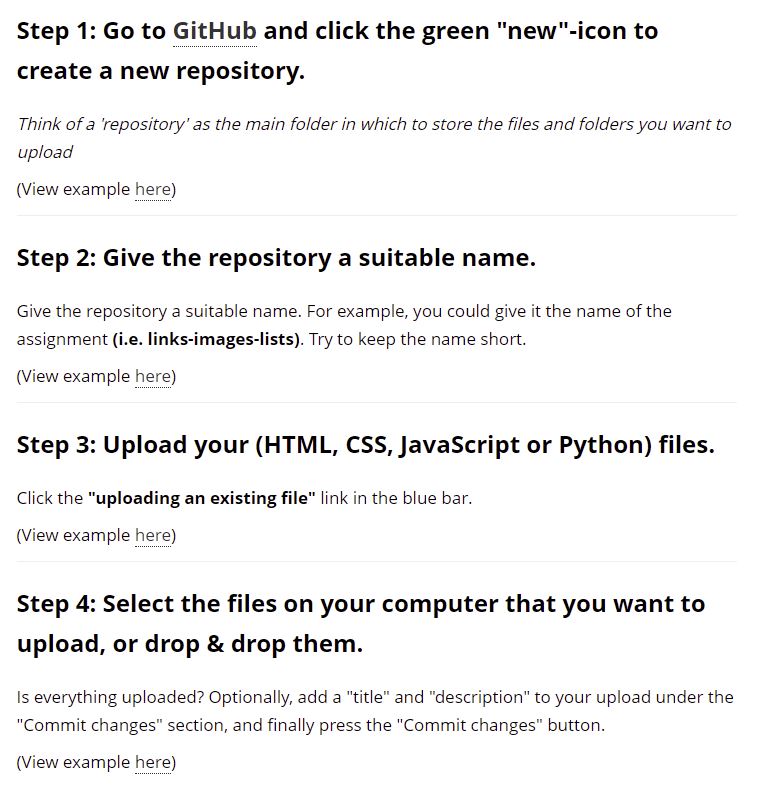 Step 1: Go to GitHub and click the green "new"-icon to
create a new repository.
Think of a 'repository' as the main folder in which to store the files and folders you want to
upload
(View example here)
Step 2: Give the repository a suitable name.
Give the repository a suitable name. For example, you could give it the name of the
assignment (i.e. links-images-lists). Try to keep the name short.
(View example here)
Step 3: Upload your (HTML, CSS, JavaScript or Python) files.
Click the "uploading an existing file" link in the blue bar.
(View example here)
Step 4: Select the files on your computer that you want to
upload, or drop & drop them.
Is everything uploaded? Optionally, add a "title" and "description" to your upload under the
"Commit changes" section, and finally press the "Commit changes" button.
(View example here)